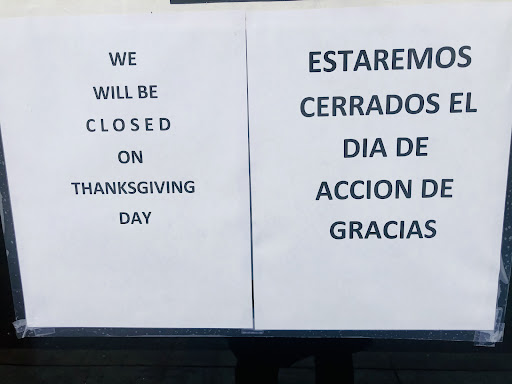 WE
WILL BE
CLOSED
ON
THANKSGIVING
DAY
ESTAREMOS
CERRADOS EL
DIA DE
ACCION DE
GRACIAS